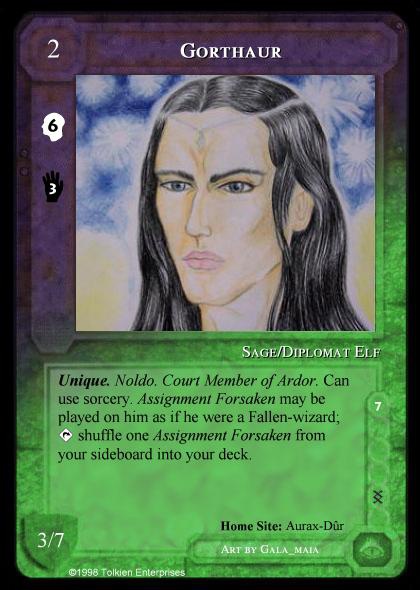 2
Gorthaur
6
3
Sage/Diplomat Elf
Unique. Noldo. Court Member of Ardor. Can
use sorcery. Assignment Forsaken may be
played on him as if he were a Fallen-wizard;
shuffle one Assignment Forsaken from
your sideboard into your deck.
7
Home Site: Aurax-Dûr
3/7
Art by Gala_maia
©1998 Tolkien Enterprises